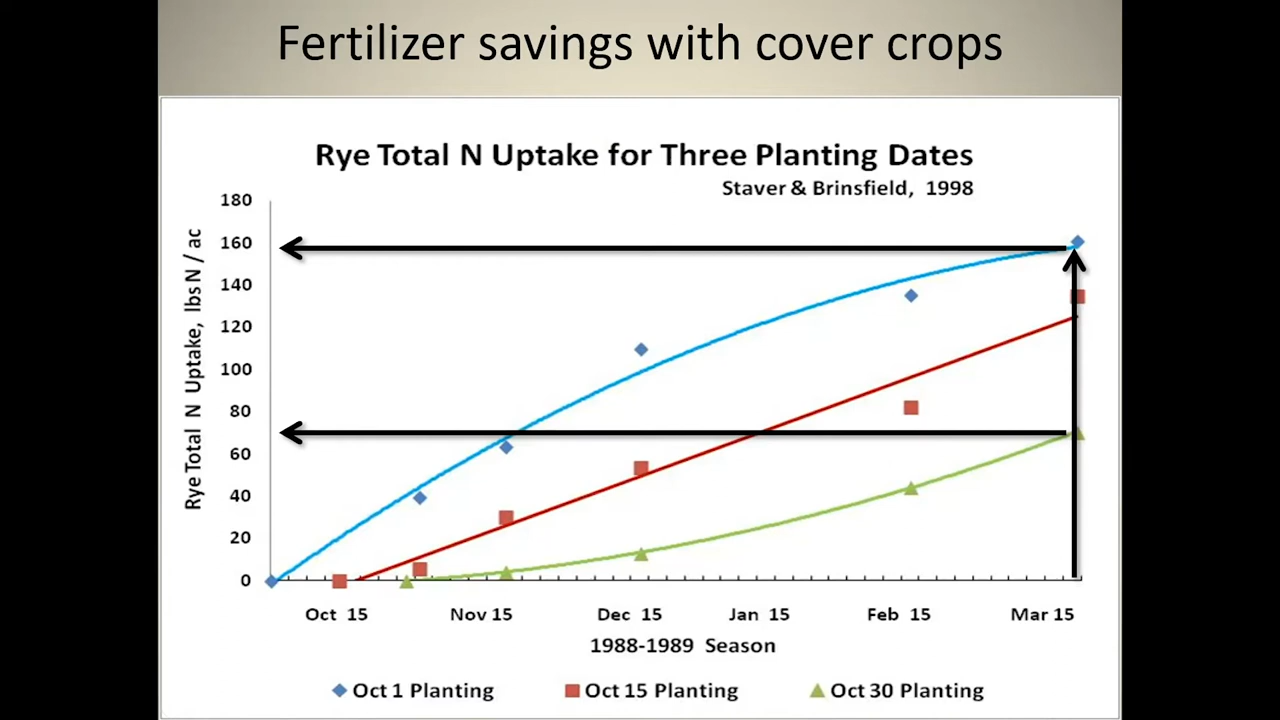 Fertilizer savings with cover crops
Rye Total N Uptake for Three Planting Dates
Staver & Brinsfield, 1998
Rye Total N Uptake, lbs N / ac
180
160
140
120
100
80
60
40
20
0
Oct 15 Nov 15 Dec 15 Jan 15 Feb 15 Mar 15
1988-1989 Season
Oct 1 Planting Oct 15 Planting Oct 30 Planting